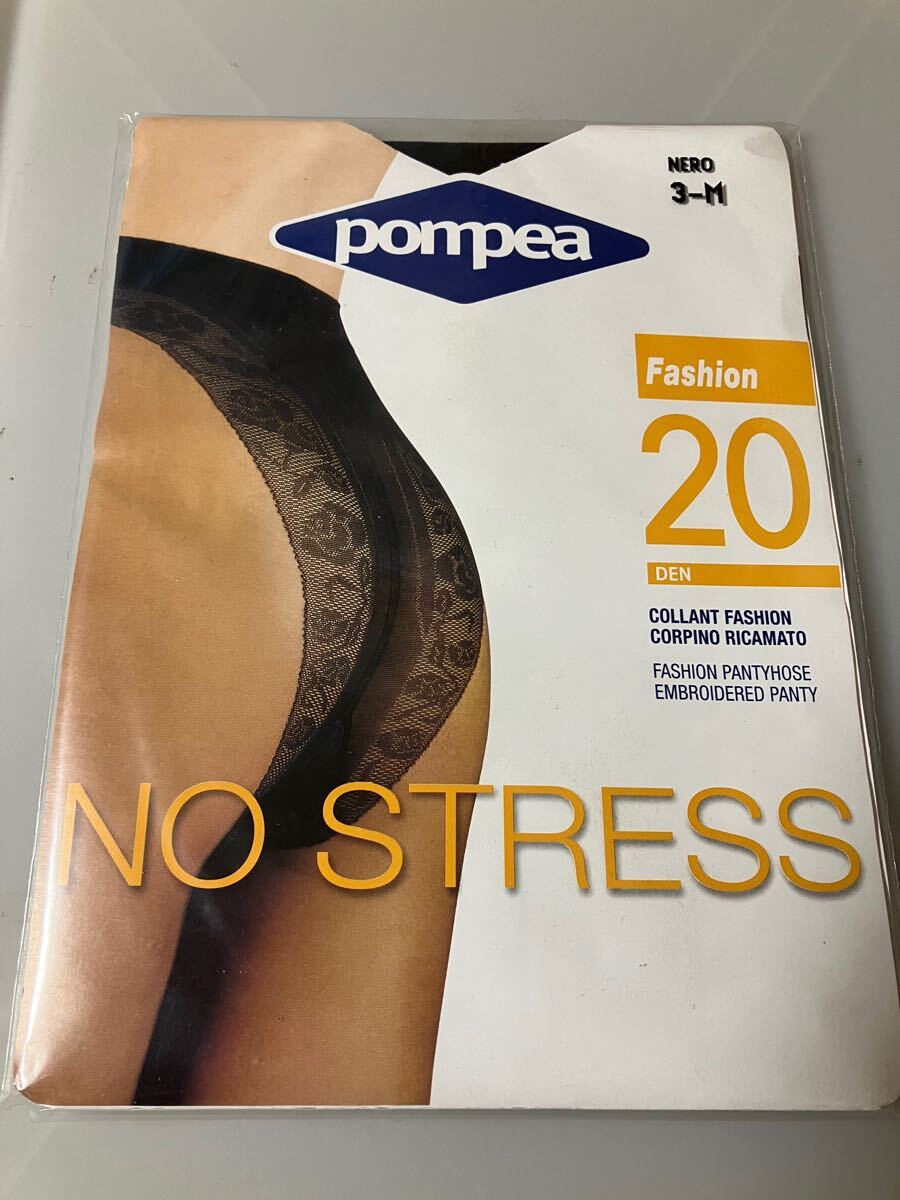 NERO
3-M
pompea
Fashion
20
DEN
COLLANT FASHION
CORPINO RICAMATO
FASHION PANTYHOSE
EMBROIDERED PANTY
NO STRESS